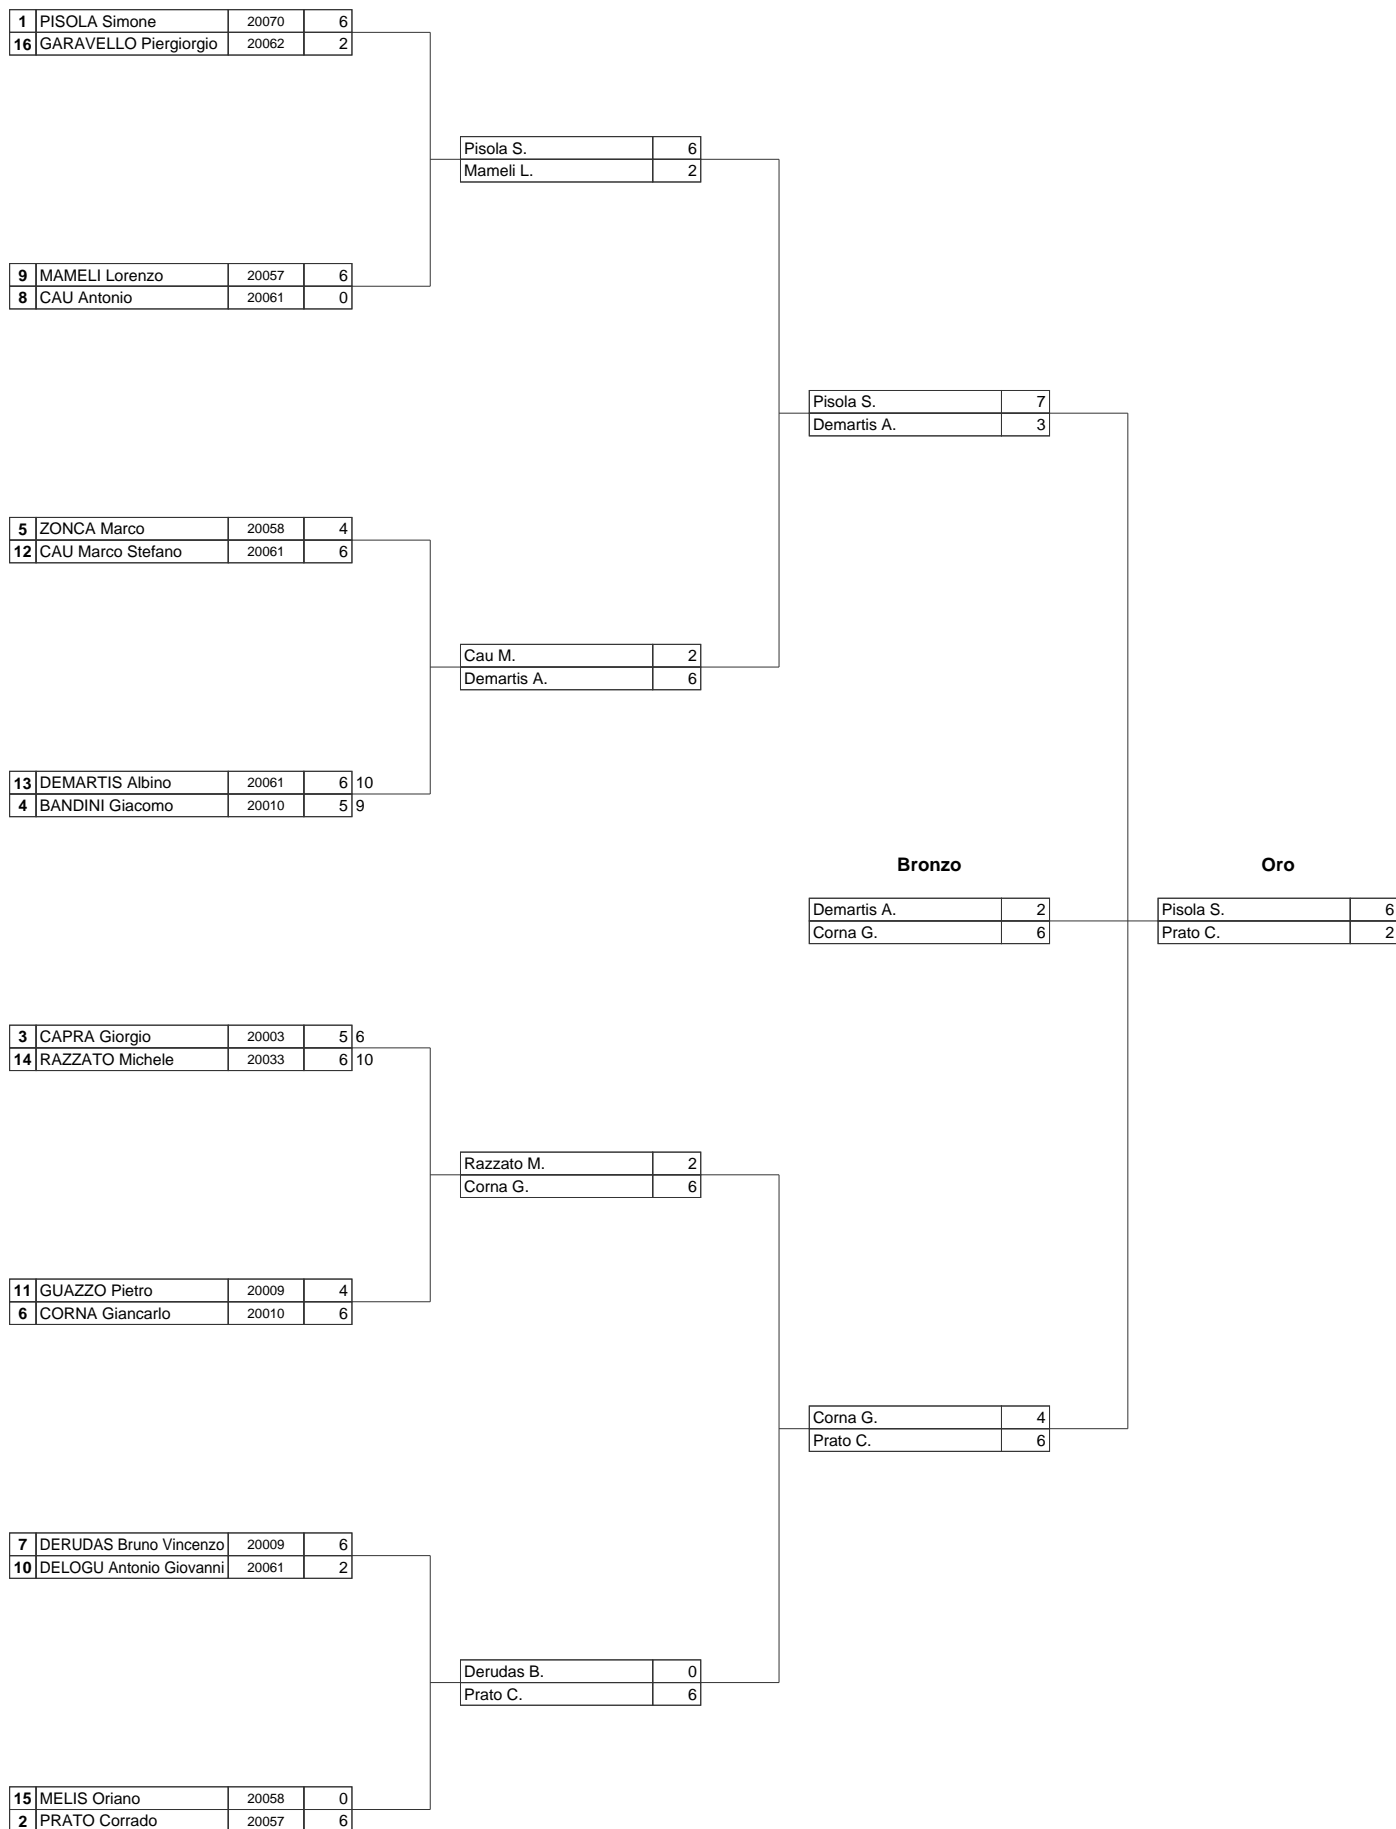 1 PISOLA Simone 20070 6
16 GARAVELLO Piergiorgio 20062 2
Pisola S. 6
Mameli L. 2
9 MAMELI Lorenzo 20057 6
8 CAU Antonio 20061 0
Pisola S. 7
Demartis A. 3
5 ZONCA Marco 20058 4
12 CAU Marco Stefano 20061 6
Cau M. 2
Demartis A. 6
13 DEMARTIS Albino 20061 6 10
4 BANDINI Giacomo 20010 5 9
Bronzo Oro
Demartis A. 2 Pisola S. 6
Corna G. 6 Prato C. 2
3 CAPRA Giorgio 20003 5 6
14 RAZZATO Michele 20033 6 10
Razzato M. 2
Corna G. 6
11 GUAZZO Pietro 20009 4
6 CORNA Giancarlo 20010 6
Corna G. 4
Prato C. 6
7 DERUDAS Bruno Vincenzo 20009 6
10 DELOGU Antonio Giovanni 20061 2
Derudas B. 0
Prato C. 6
15 MELIS Oriano 20058 0
2 PRATO Corrado 20057 6